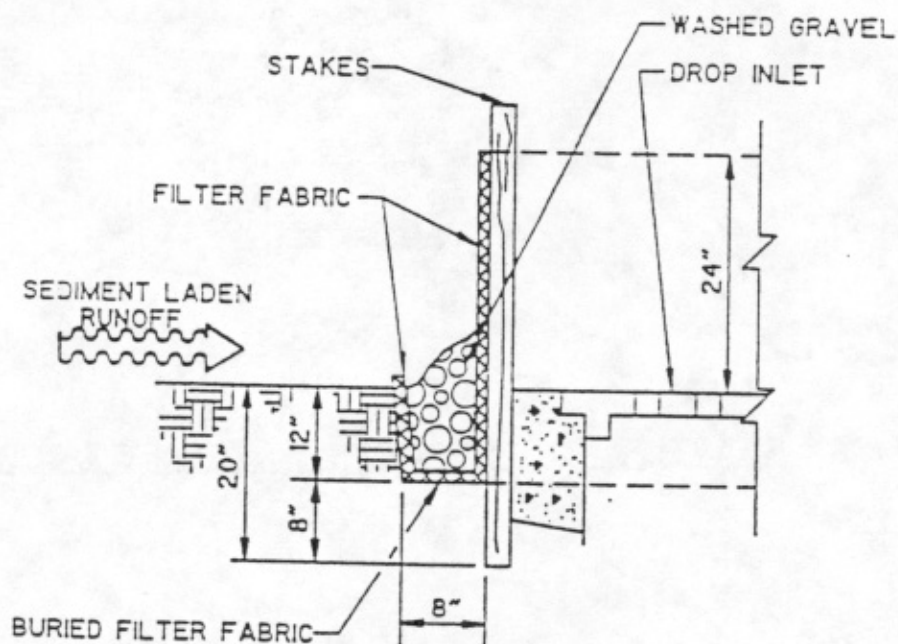 WASHED GRAVEL
STAKES
DROP INLET
FILTER FABRIC
24"
SEDIMENT LADEN
RUNOFF
12"
20"
8"
8"
BURIED FILTER FABRIC